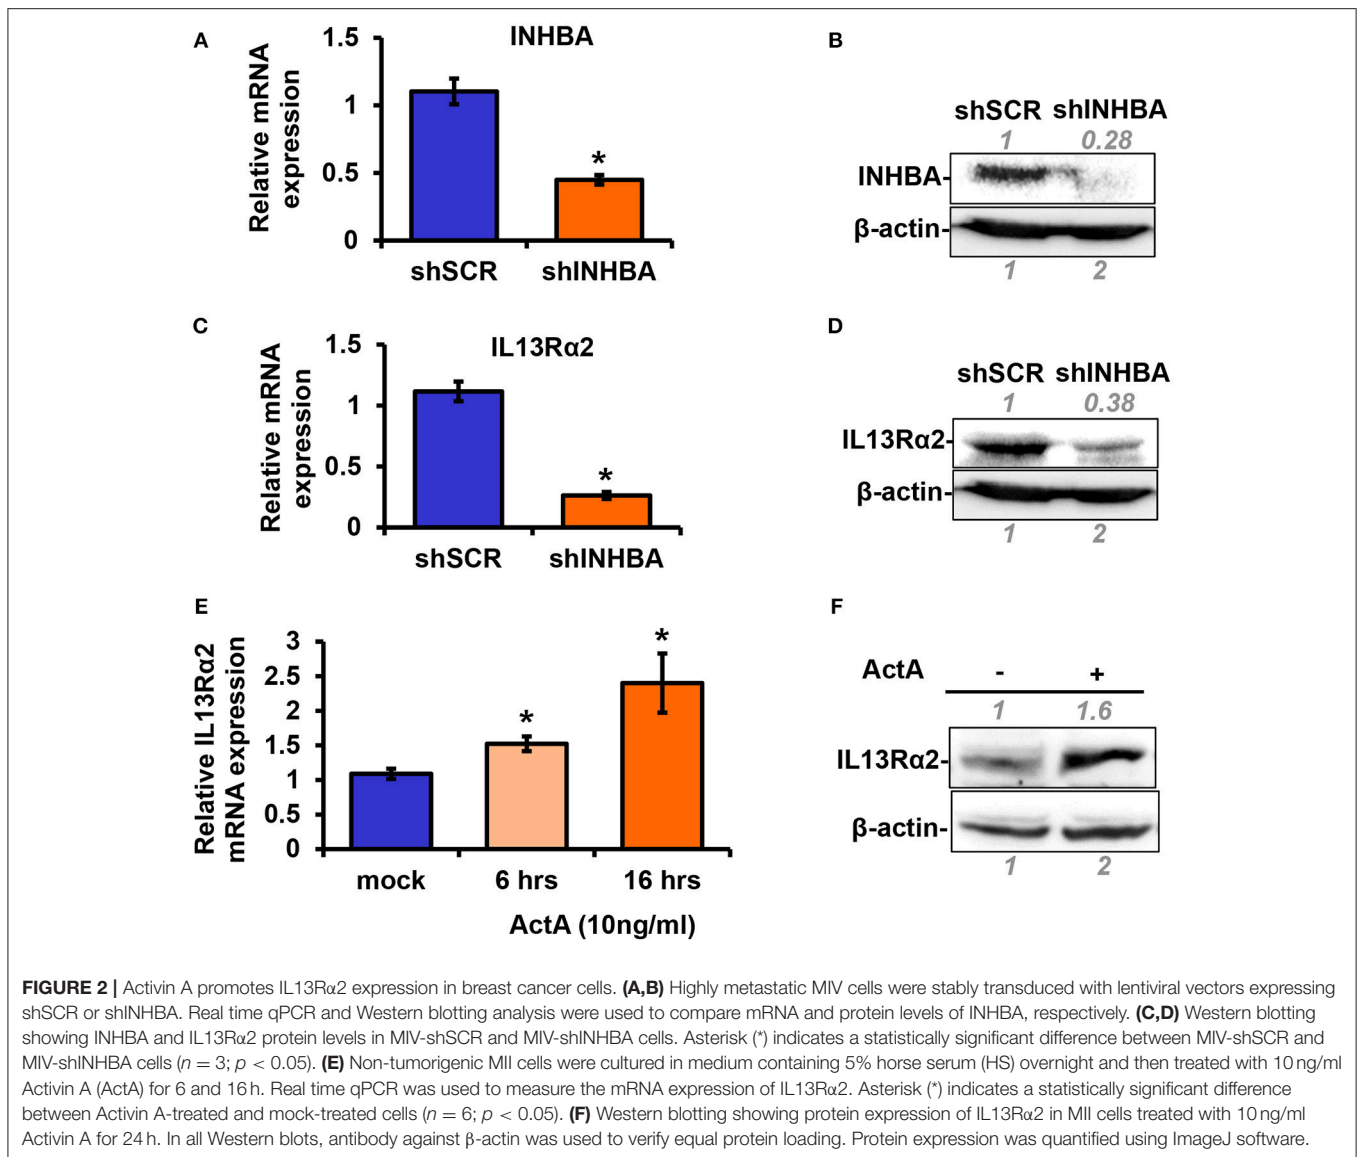 A
INHBA
Relative mRNA
expression
1.5
1
0.5
0
*
shSCR shINHBA
B
shSCR shINHBA
1 0.28
INHBA-
β-actin-
1 2
C
IL13Rα2
Relative mRNA
expression
1.5
1
0.5
0
*
shSCR shINHBA
D
shSCR shINHBA
1 0.38
IL13Rα2-
β-actin-
1 2
E
Relative IL13Rα2
mRNA expression
3
2.5
2
1.5
1
0.5
0
* *
mock 6 hrs 16 hrs
ActA (10ng/ml)
F
ActA - +
1 1.6
IL13Rα2-
β-actin-
1 2
FIGURE 2 | Activin A promotes IL13Rα2 expression in breast cancer cells. (A,B) Highly metastatic MIV cells were stably transduced with lentiviral vectors expressing
shSCR or shINHBA. Real time qPCR and Western blotting analysis were used to compare mRNA and protein levels of INHBA, respectively. (C,D) Western blotting
showing INHBA and IL13Rα2 protein levels in MIV-shSCR and MIV-shINHBA cells. Asterisk (*) indicates a statistically significant difference between MIV-shSCR and
MIV-shINHBA cells (n = 3; p < 0.05). (E) Non-tumorigenic MII cells were cultured in medium containing 5% horse serum (HS) overnight and then treated with 10 ng/ml
Activin A (ActA) for 6 and 16 h. Real time qPCR was used to measure the mRNA expression of IL13Rα2. Asterisk (*) indicates a statistically significant difference
between Activin A-treated and mock-treated cells (n = 6; p < 0.05). (F) Western blotting showing protein expression of IL13Rα2 in MII cells treated with 10 ng/ml
Activin A for 24 h. In all Western blots, antibody against β-actin was used to verify equal protein loading. Protein expression was quantified using ImageJ software.